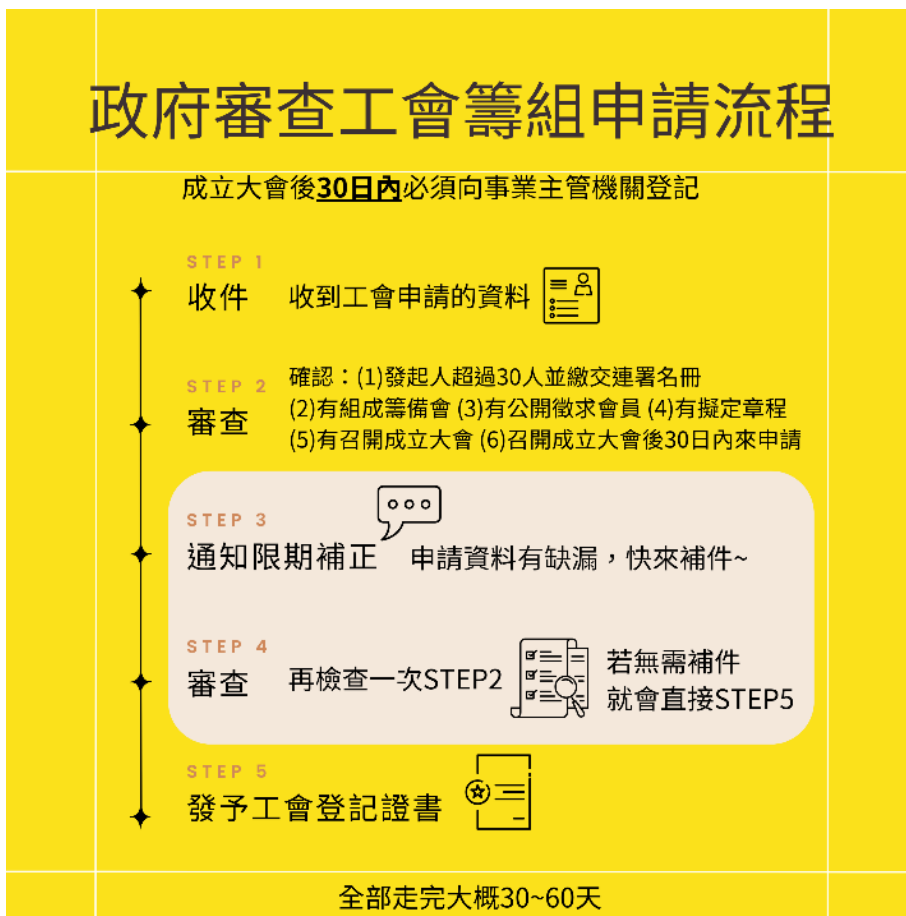 政府審查工會籌組申請流程
成立大會後30日內必須向事業主管機關登記
STEP 1
收件 收到工會申請的資料
STEP 2
審查
確認：(1)發起人超過30人並繳交連署名冊
(2)有組成籌備會 (3)有公開徵求會員 (4)有擬定章程
(5)有召開成立大會 (6)召開成立大會後30日內來申請
STEP 3
通知限期補正 申請資料有缺漏，快來補件~
STEP 4
審查 再檢查一次STEP2
若無需補件
就會直接STEP5
STEP 5
發予工會登記證書
全部走完大概30~60天